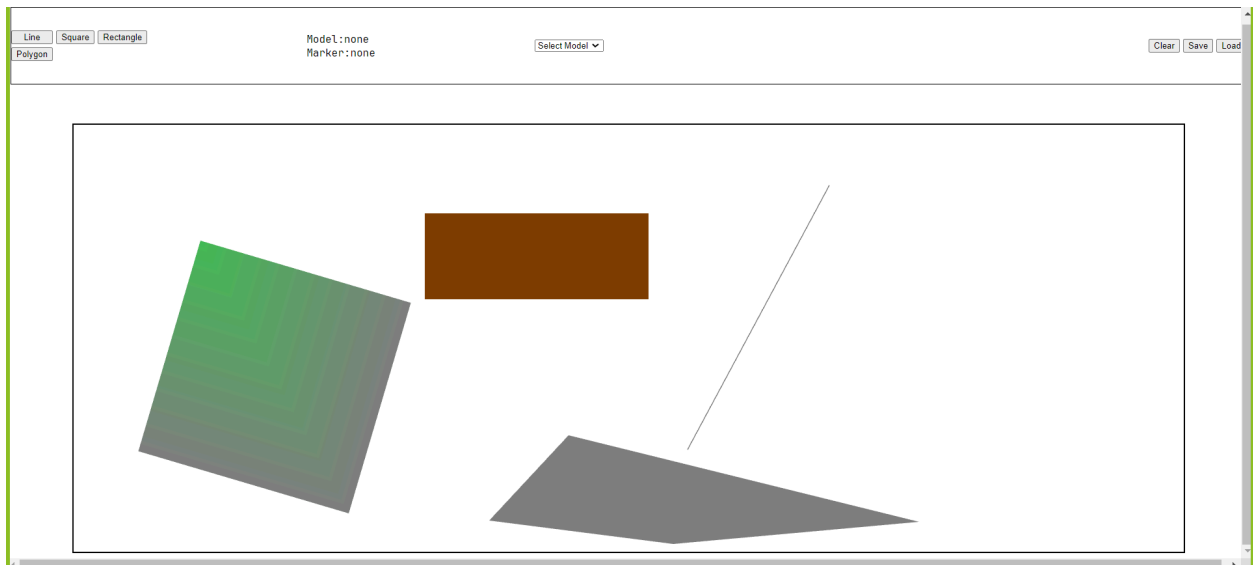 Line Square Rectangle
Polygon
Model:none
Marker:none
Select Model
Clear Save Load